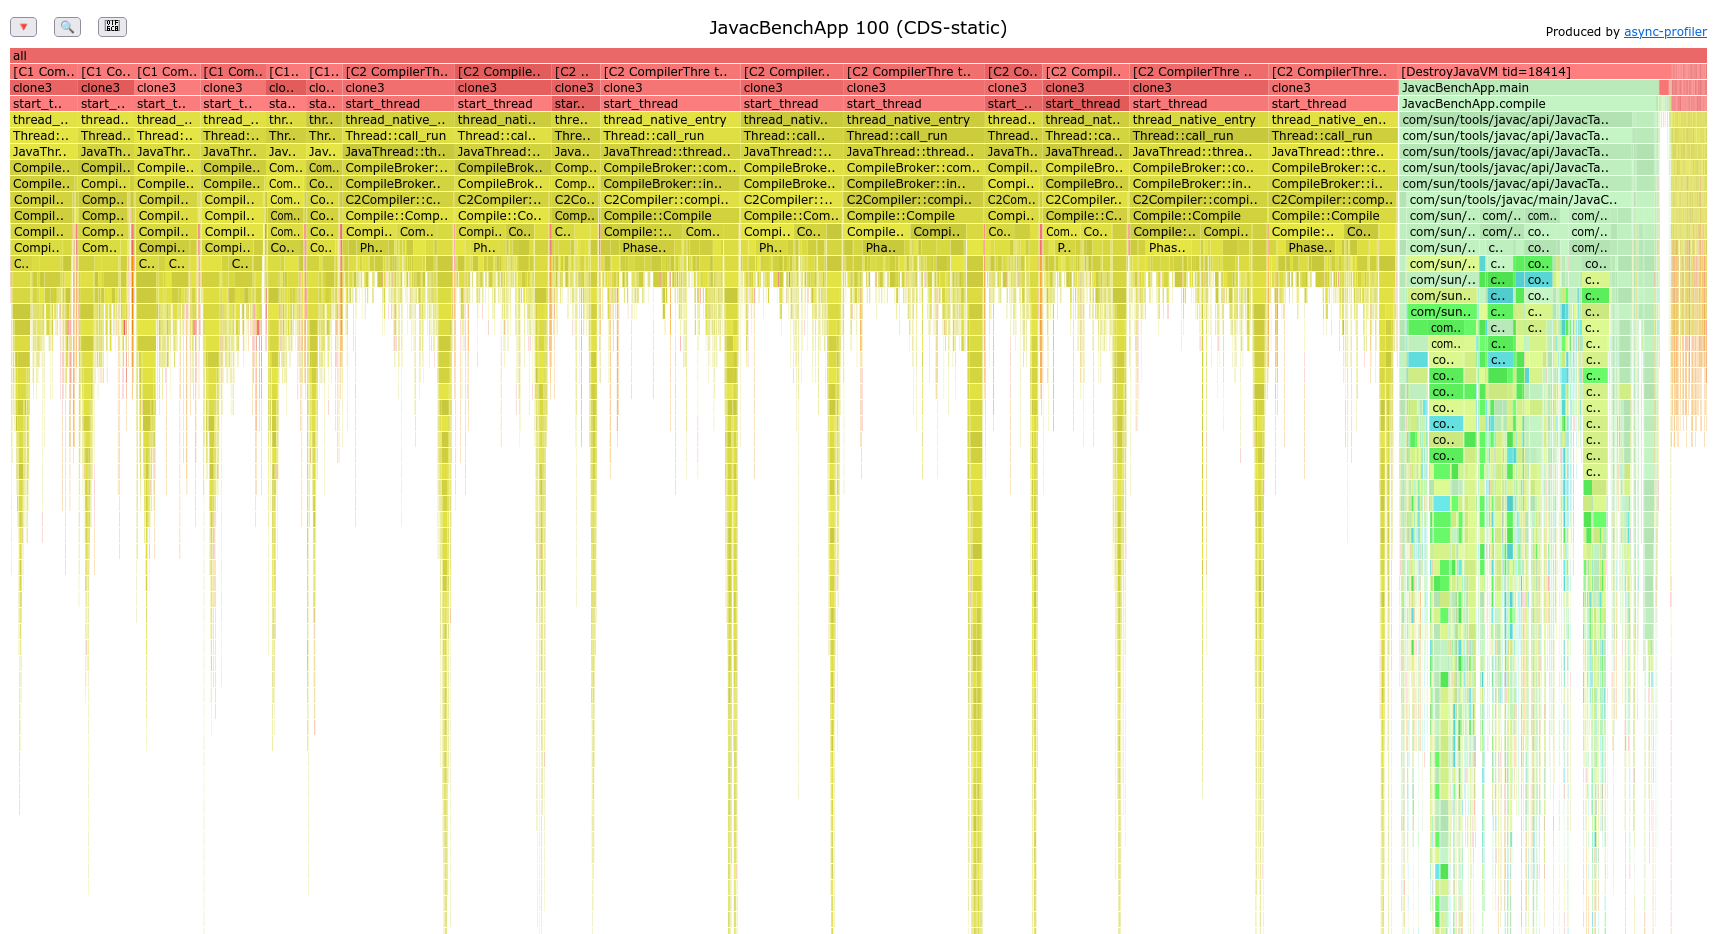 🔻 🔍 JavacBenchApp 100 (CDS-static)
Produced by async-profiler
all
[C1 Com.. [C1 Co.. [C1 Com.. [C1 Com.. [C1.. [C1.. [C2 CompilerTh.. [C2 Compile.. [C2 .. [C2 CompilerThre t.. [C2 Compiler.. [C2 CompilerThre t.. [C2 Co.. [C2 Compil.. [C2 CompilerThre .. [C2 CompilerThre.. [DestroyJavaVM tid=18414]
clone3 clone3 clone3 clone3 clo.. clo.. clone3 clone3 clone3 clone3 clone3 clone3 clone3 clone3 clone3 clone3 JavacBenchApp.main
start_t.. start_.. start_t.. start_t.. sta.. sta.. start_thread start_thread star.. start_thread start_thread start_thread start_.. start_thread start_thread start_thread JavacBenchApp.compile
thread_.. thread.. thread_.. thread_.. thr.. thr.. thread_native_.. thread_nati.. thre.. thread_native_entry thread_nativ.. thread_native_entry thread.. thread_nat.. thread_native_entry thread_native_en.. com/sun/tools/javac/api/JavacTa..
Thread:.. Thread.. Thread:.. Thread:.. Thr.. Thr.. Thread::call_run Thread::cal.. Thre.. Thread::call_run Thread::call.. Thread::call_run Thread.. Thread::ca.. Thread::call_run Thread::call_run com/sun/tools/javac/api/JavacTa..
JavaThr.. JavaTh.. JavaThr.. JavaThr.. Jav.. Jav.. JavaThread::th.. JavaThread:.. Java.. JavaThread::thread.. JavaThread::.. JavaThread::thread.. JavaTh.. JavaThread.. JavaThread::threa.. JavaThread::thre.. com/sun/tools/javac/api/JavacTa..
Compile.. Compil.. Compile.. Compile.. Com.. Com.. CompileBroker:.. CompileBrok.. Comp.. CompileBroker::com.. CompileBroke.. CompileBroker::com.. Compil.. CompileBro.. CompileBroker::co.. CompileBroker::c.. com/sun/tools/javac/api/JavacTa..
Compile.. Compi.. Compile.. Compile.. Com.. Co.. CompileBroker.. CompileBrok.. Comp.. CompileBroker::in.. CompileBroke.. CompileBroker::in.. Compi.. CompileBro.. CompileBroker::in.. CompileBroker::i.. com/sun/tools/javac/api/JavacTa..
Compil.. Comp.. Compil.. Compil.. Com.. Co.. C2Compiler::c.. C2Compiler:.. C2Co.. C2Compiler::compi.. C2Compiler::.. C2Compiler::compi.. C2Com.. C2Compiler.. C2Compiler::compi.. C2Compiler::comp.. com/sun/tools/javac/main/JavaC..
Compil.. Comp.. Compil.. Compil.. Com.. Co.. Compile::Comp.. Compile::Co.. Comp.. Compile::Compile Compile::Com.. Compile::Compile Compi.. Compile::C.. Compile::Compile Compile::Compile com/sun/.. com/.. com.. com/..
Compil.. Comp.. Compil.. Compil.. Com.. Co.. Compi.. Com.. Compi.. Co.. C.. Compile::.. Com.. Compi.. Co.. Compile.. Compi.. Co.. Com.. Co.. Compile:.. Compi.. Compile:.. Co.. com/sun/.. com/.. co.. com/..
Compi.. Com.. Compi.. Compi.. Co.. Co.. Ph.. Ph.. Phase.. Ph.. Pha.. P.. Phas.. Phase.. com/sun/.. c.. co.. com/..
C.. C.. C.. C.. com/sun/.. c.. co.. co..
com/sun/.. c.. co.. c..
com/sun.. c.. co.. c..
com/sun.. c.. c.. c..
com.. c.. c.. c..
com.. c.. c..
co.. c.. c..
co.. c..
co.. c..
co.. c..
co.. c..
co.. c..
co.. c..
c..